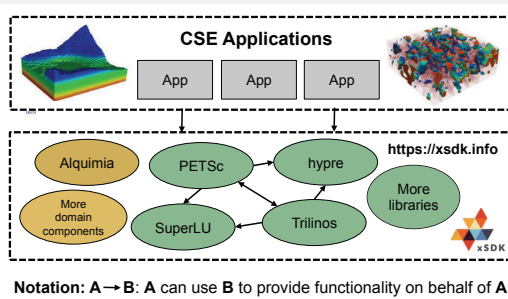 CSE Applications
App
App
App
https://xsdk.info
Alquimia
PETSc
hypre
More
libraries
More
domain
components
SuperLU
Trilinos
xSDK
Notation: A→B: A can use B to provide functionality on behalf of A